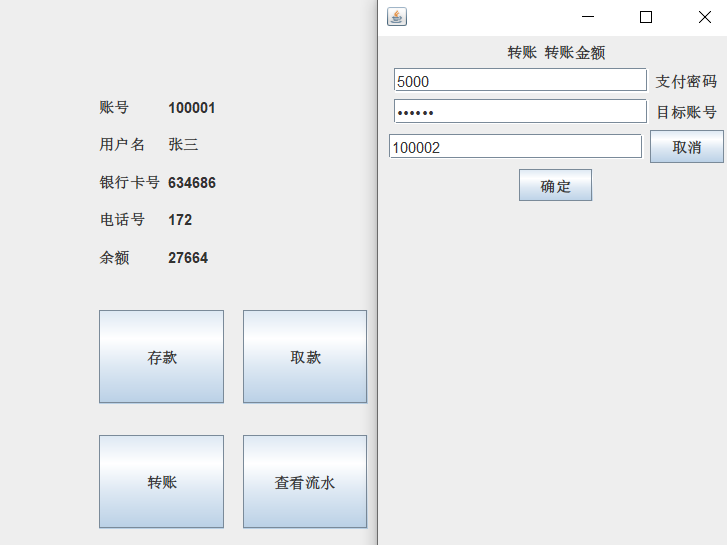 账号 100001
用户名 张三
银行卡号 634686
电话号 172
余额 27664
存款 取款
转账 查看流水
转账 转账金额
5000 支付密码
•••••• 目标账号
100002 取消
确定